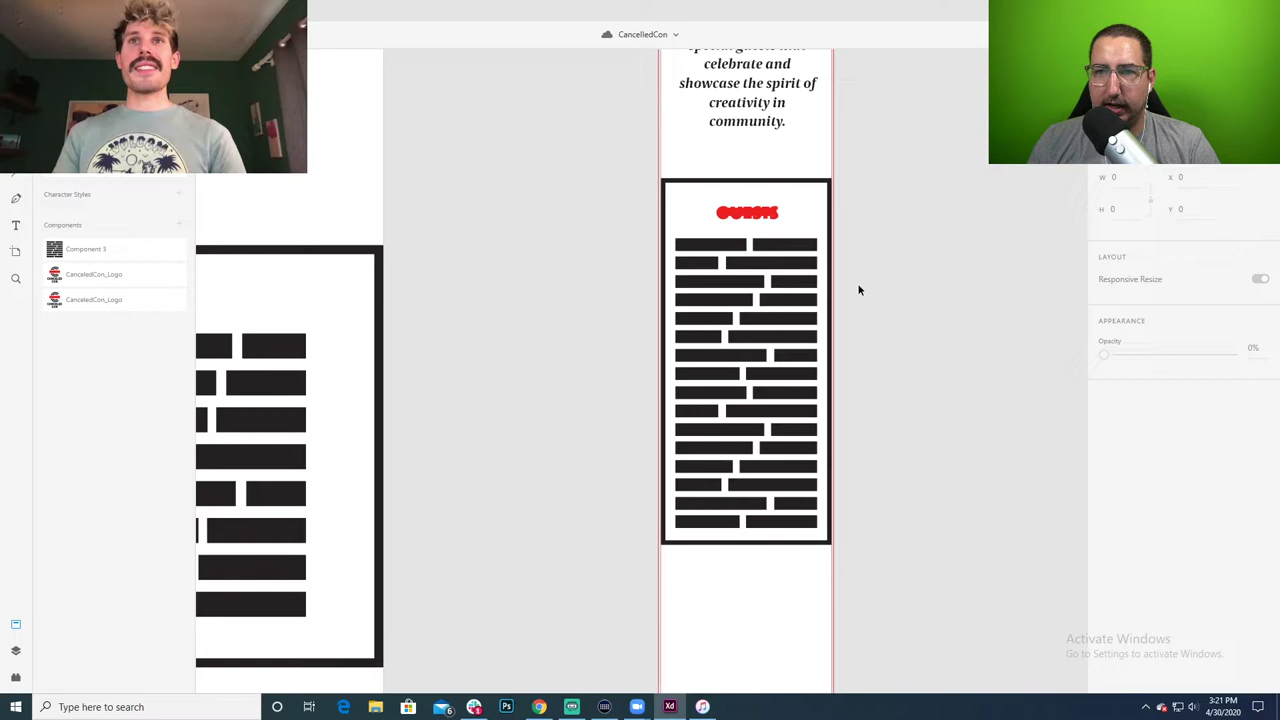 CancelledCon
celebrate and
showcase the spirit of
creativity in
community.
GUESTS
Character Styles
Components
Component 3
CanceledCon_Logo
CanceledCon_Logo
W 0
X 0
H 0
Y 0
LAYOUT
Responsive Resize
APPEARANCE
Opacity
0%
Activate Windows
Go to Settings to activate Windows.
Type here to search
3:21 PM
4/30/2020